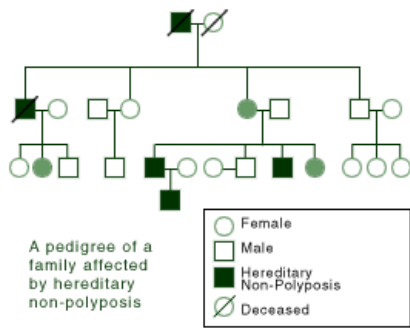 Female
Male
Hereditary
Non-Polyposis
Deceased
A pedigree of a
family affected
by hereditary
non-polyposis